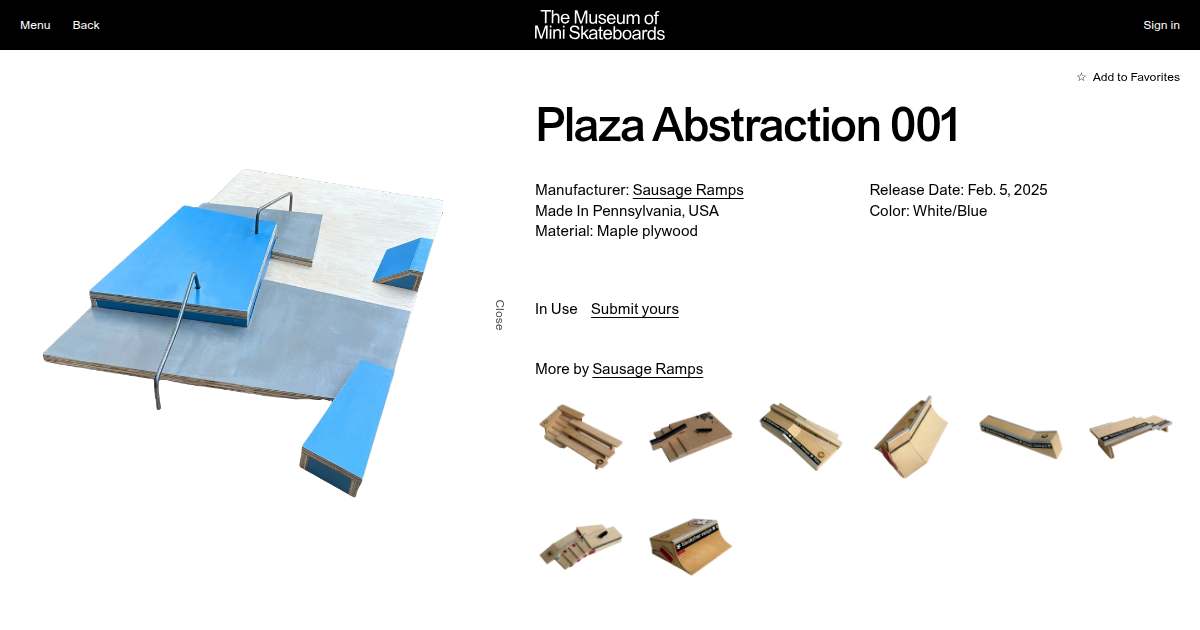 Menu
Back
The Museum of
Mini Skateboards
Sign in
☆ Add to Favorites
Plaza Abstraction 001
Manufacturer: Sausage Ramps
Made In Pennsylvania, USA
Material: Maple plywood
Release Date: Feb. 5, 2025
Color: White/Blue
Close
In Use Submit yours
More by Sausage Ramps